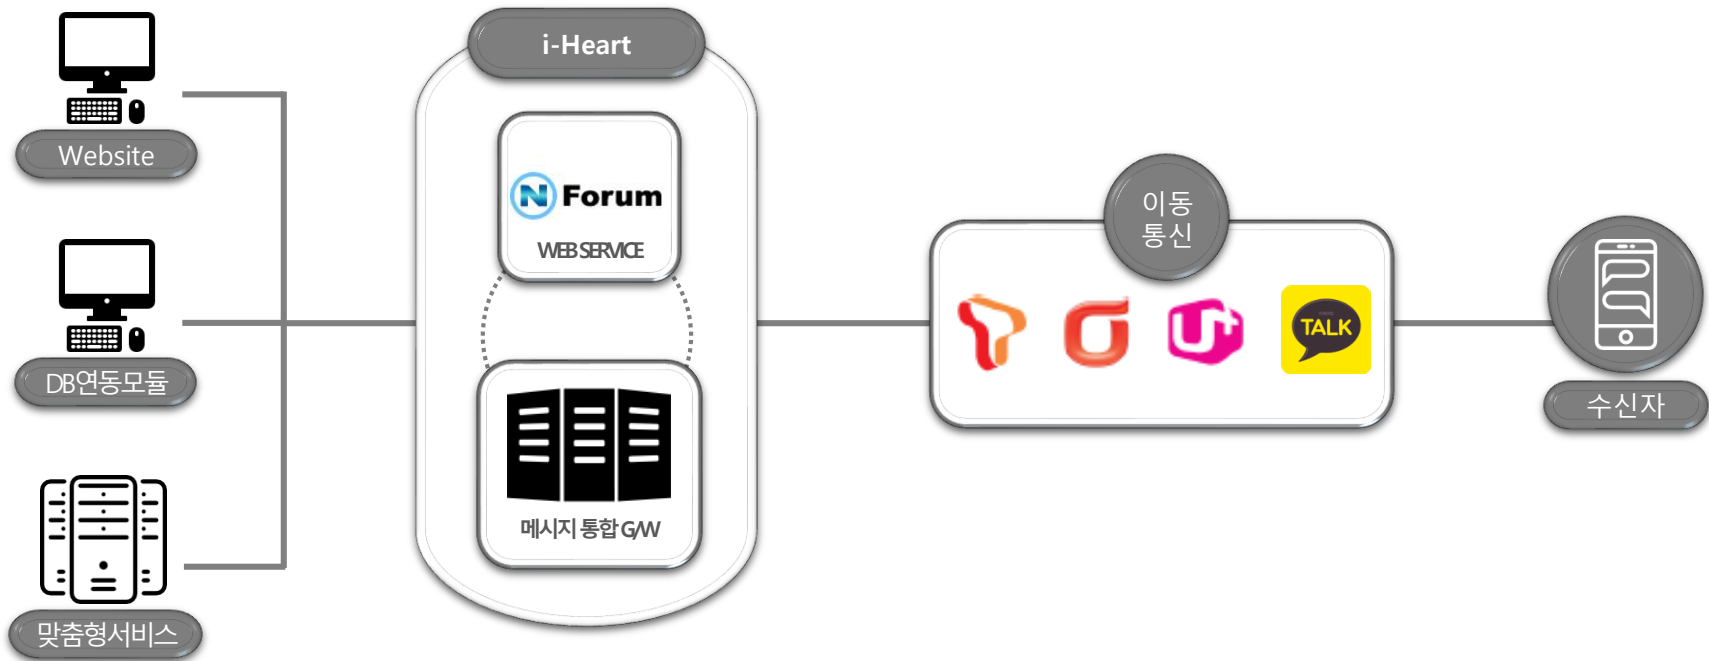 i-Heart
Website
N Forum
WEB SERVICE
이동
통신
U+
TALK
DB연동모듈
수신자
메시지 통합 G/W
맞춤형서비스